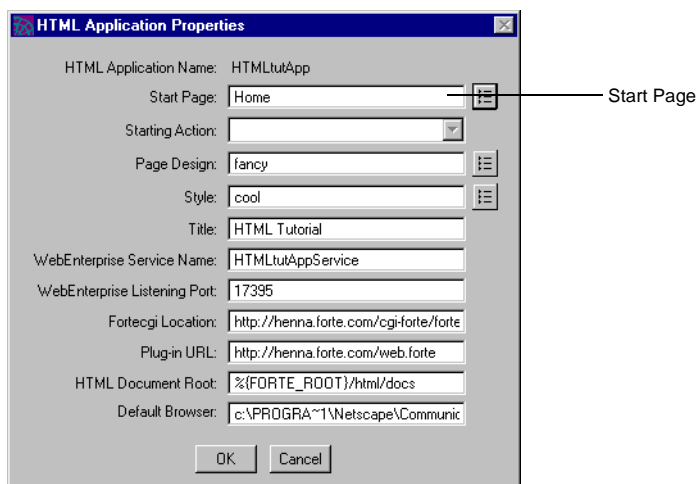 HTML Application Properties
HTML Application Name: HTMLtutApp
Start Page: Home
Start Page
Starting Action:
Page Design: fancy
Style: cool
Title: HTML Tutorial
WebEnterprise Service Name: HTMLtutAppService
WebEnterprise Listening Port: 17395
Fortecgi Location: http://henna.forte.com/cgi-forte/forte
Plug-in URL: http://henna.forte.com/web.forte
HTML Document Root: %{FORTE_ROOT}/html/docs
Default Browser: c:\PROGRA~1\Netscape\Communic
OK Cancel